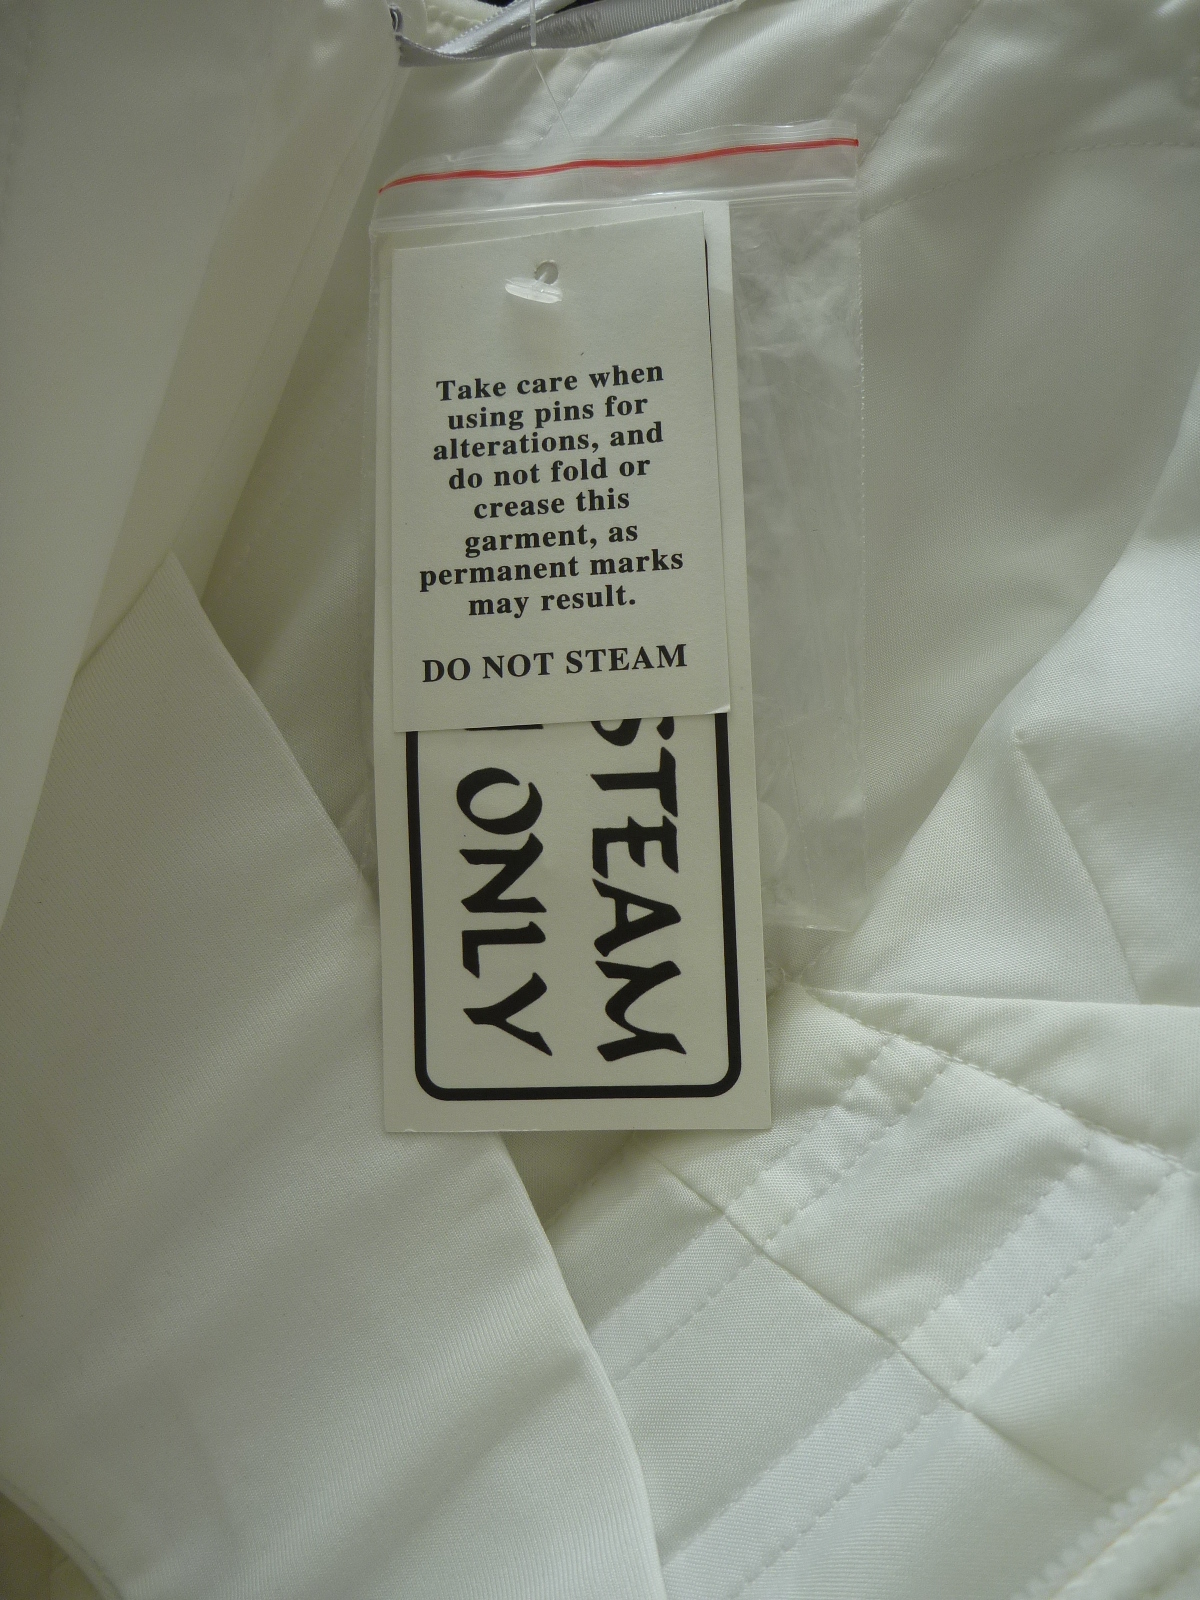 Take care when
using pins for
alterations, and
do not fold or
crease this
garment, as
permanent marks
may result.
DO NOT STEAM
STEAM
ONLY